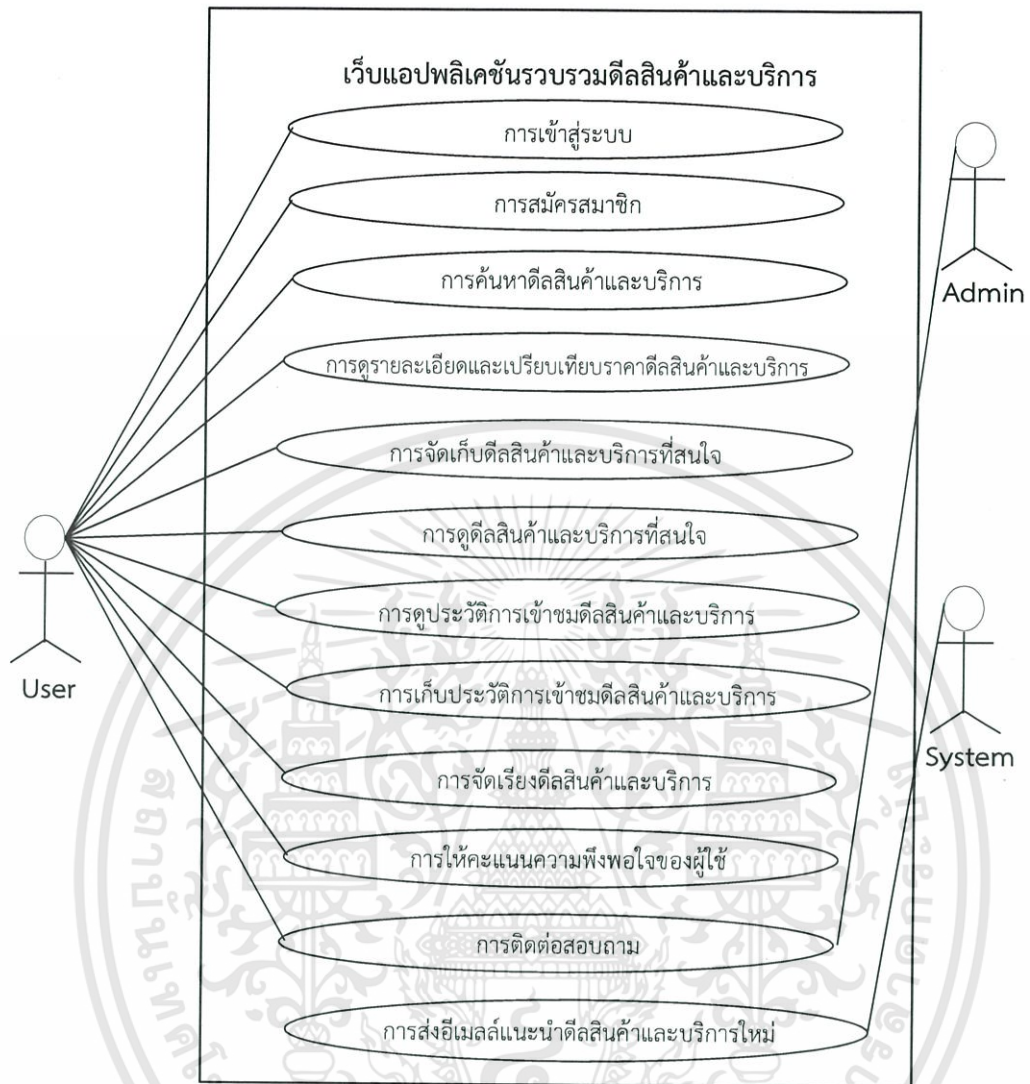 เว็บแอปพลิเคชันรวบรวมดีลสินค้าและบริการ
การเข้าสู่ระบบ
การสมัครสมาชิก
การค้นหาดีลสินค้าและบริการ
การดูรายละเอียดและเปรียบเทียบราคาดีลสินค้าและบริการ
การจัดเก็บดีลสินค้าและบริการที่สนใจ
การดูดีลสินค้าและบริการที่สนใจ
การดูประวัติการเข้าชมดีลสินค้าและบริการ
การเก็บประวัติการเข้าชมดีลสินค้าและบริการ
การจัดเรียงดีลสินค้าและบริการ
การให้คะแนนความพึงพอใจของผู้ใช้
การติดต่อสอบถาม
การส่งอีเมลล์แนะนำดีลสินค้าและบริการใหม่
User
Admin
System